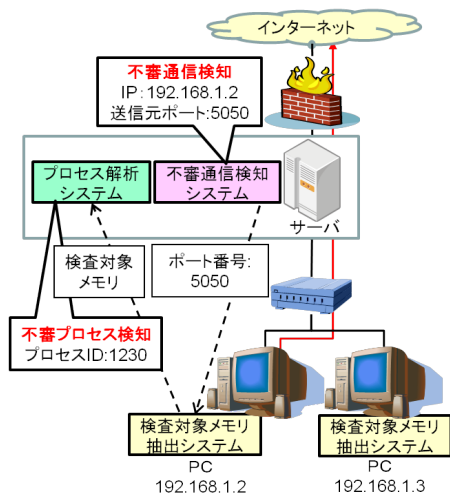 インターネット
不審通信検知
IP:192.168.1.2
送信元ポート:5050
プロセス解析
システム
不審通信検知
システム
サーバ
検査対象
メモリ
ポート番号:
5050
不審プロセス検知
プロセスID:1230
検査対象メモリ
抽出システム
PC
192.168.1.2
検査対象メモリ
抽出システム
PC
192.168.1.3